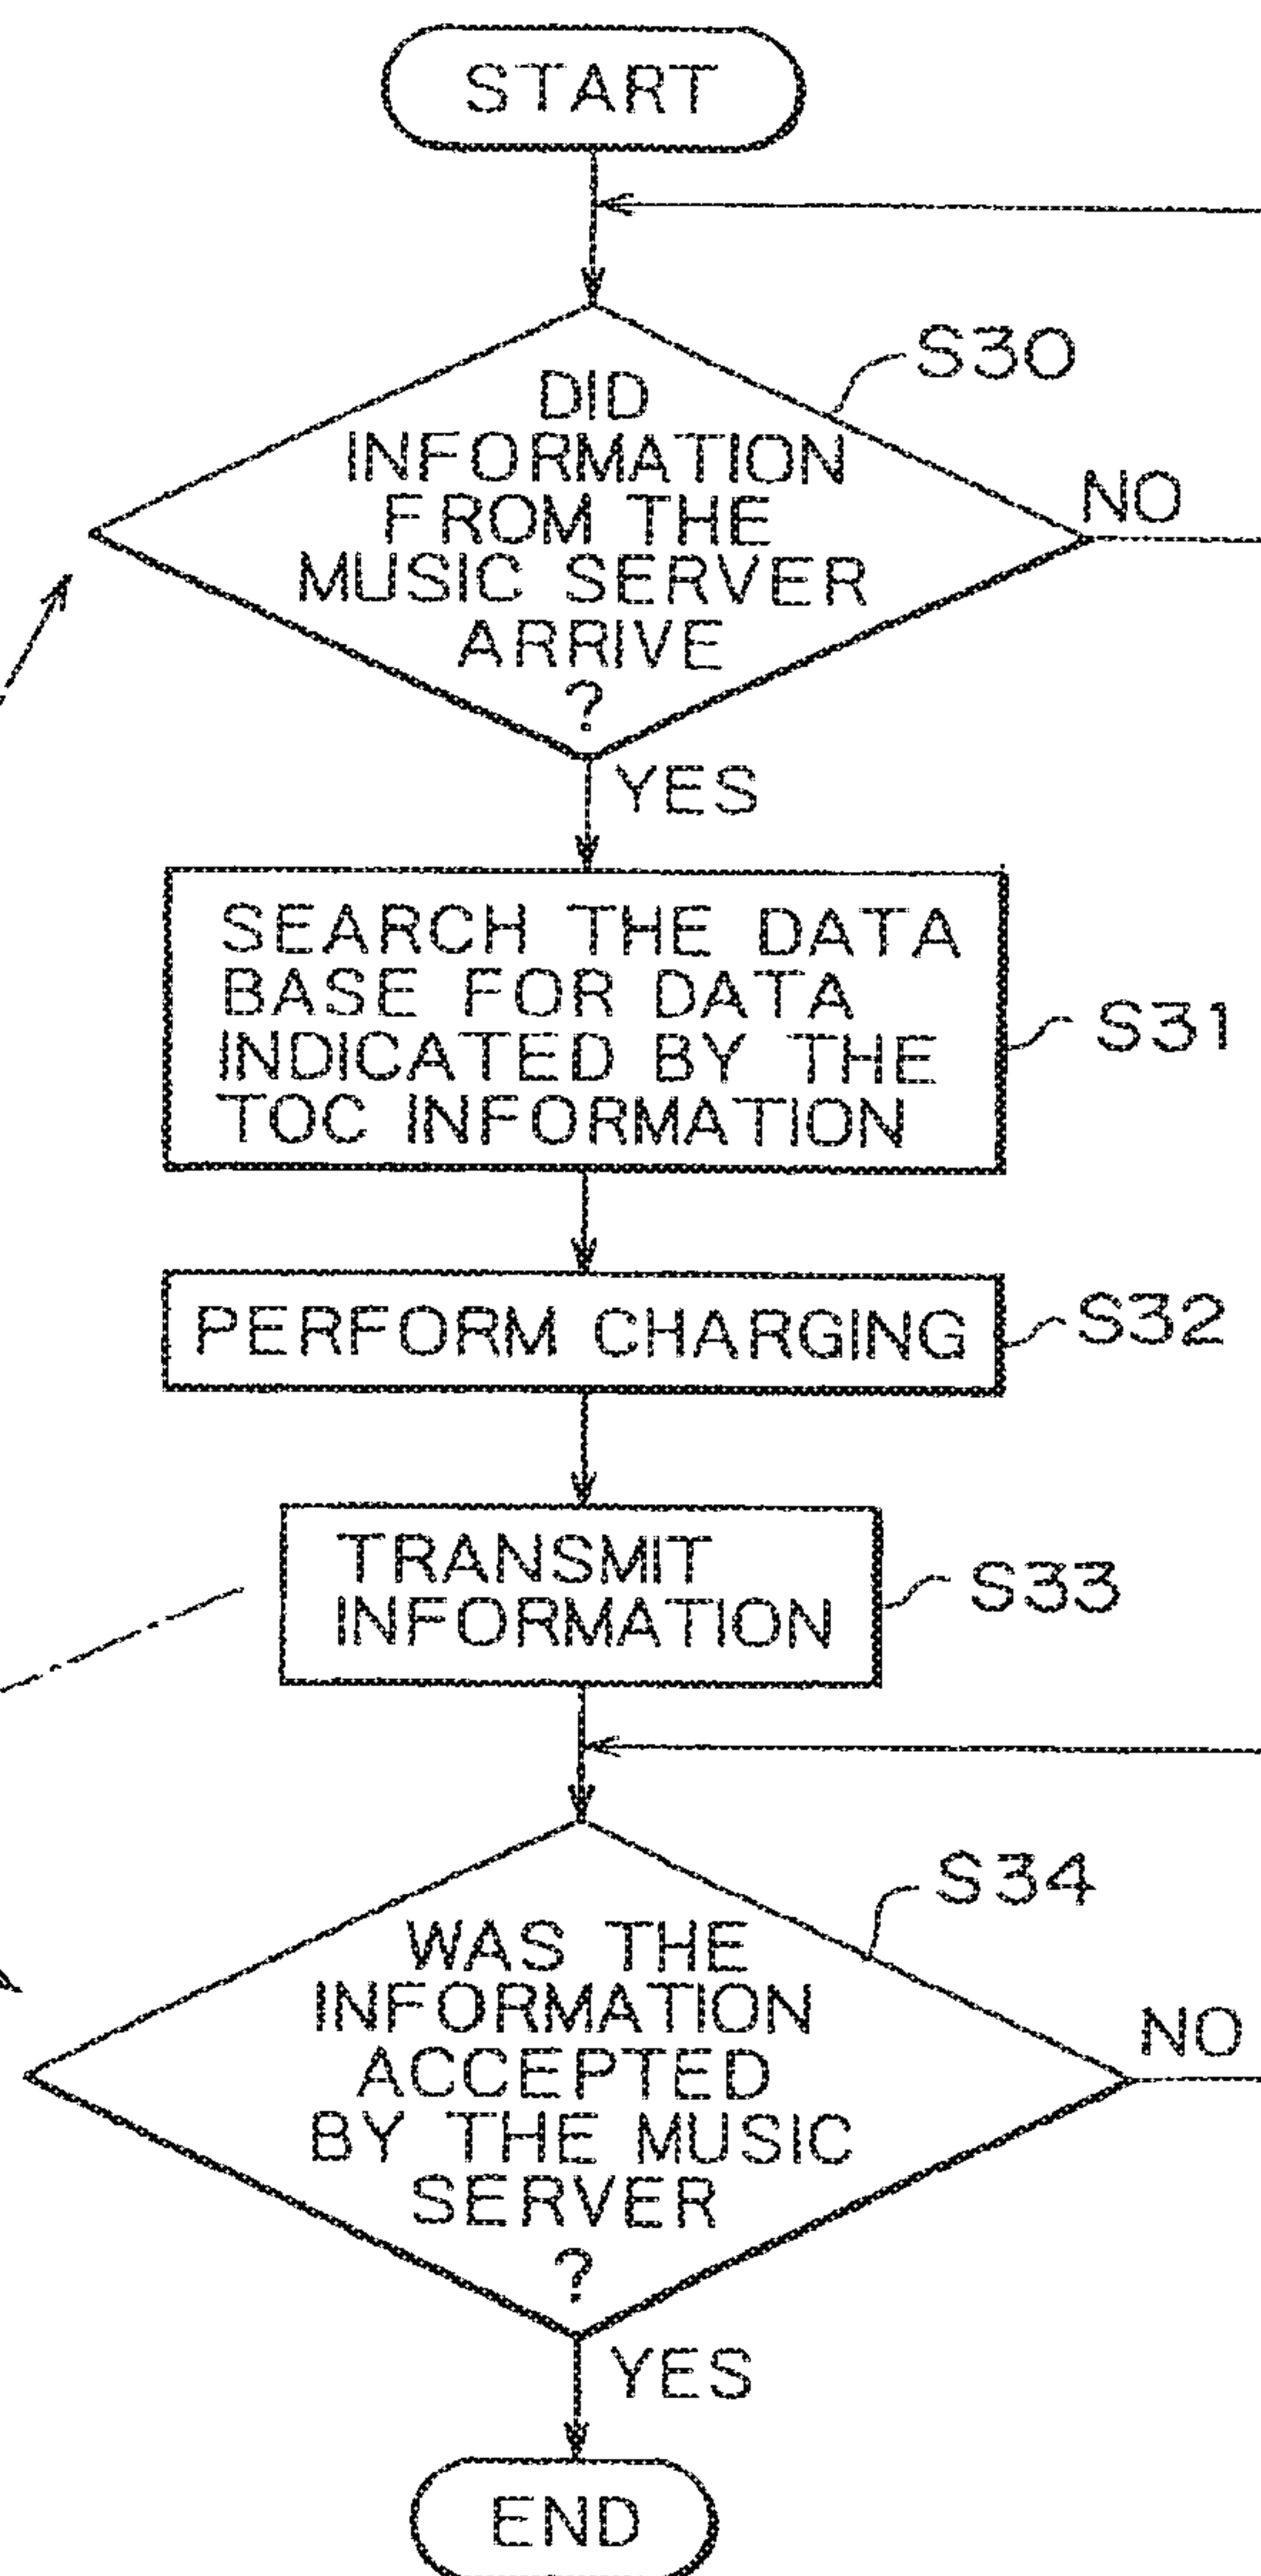 START
S30
DID
INFORMATION
FROM THE
MUSIC SERVER
ARRIVE
?
NO
YES
SEARCH THE DATA
BASE FOR DATA
INDICATED BY THE
TOC INFORMATION
S31
PERFORM CHARGING
S32
TRANSMIT
INFORMATION
S33
S34
WAS THE
INFORMATION
ACCEPTED
BY THE MUSIC
SERVER
?
NO
YES
END